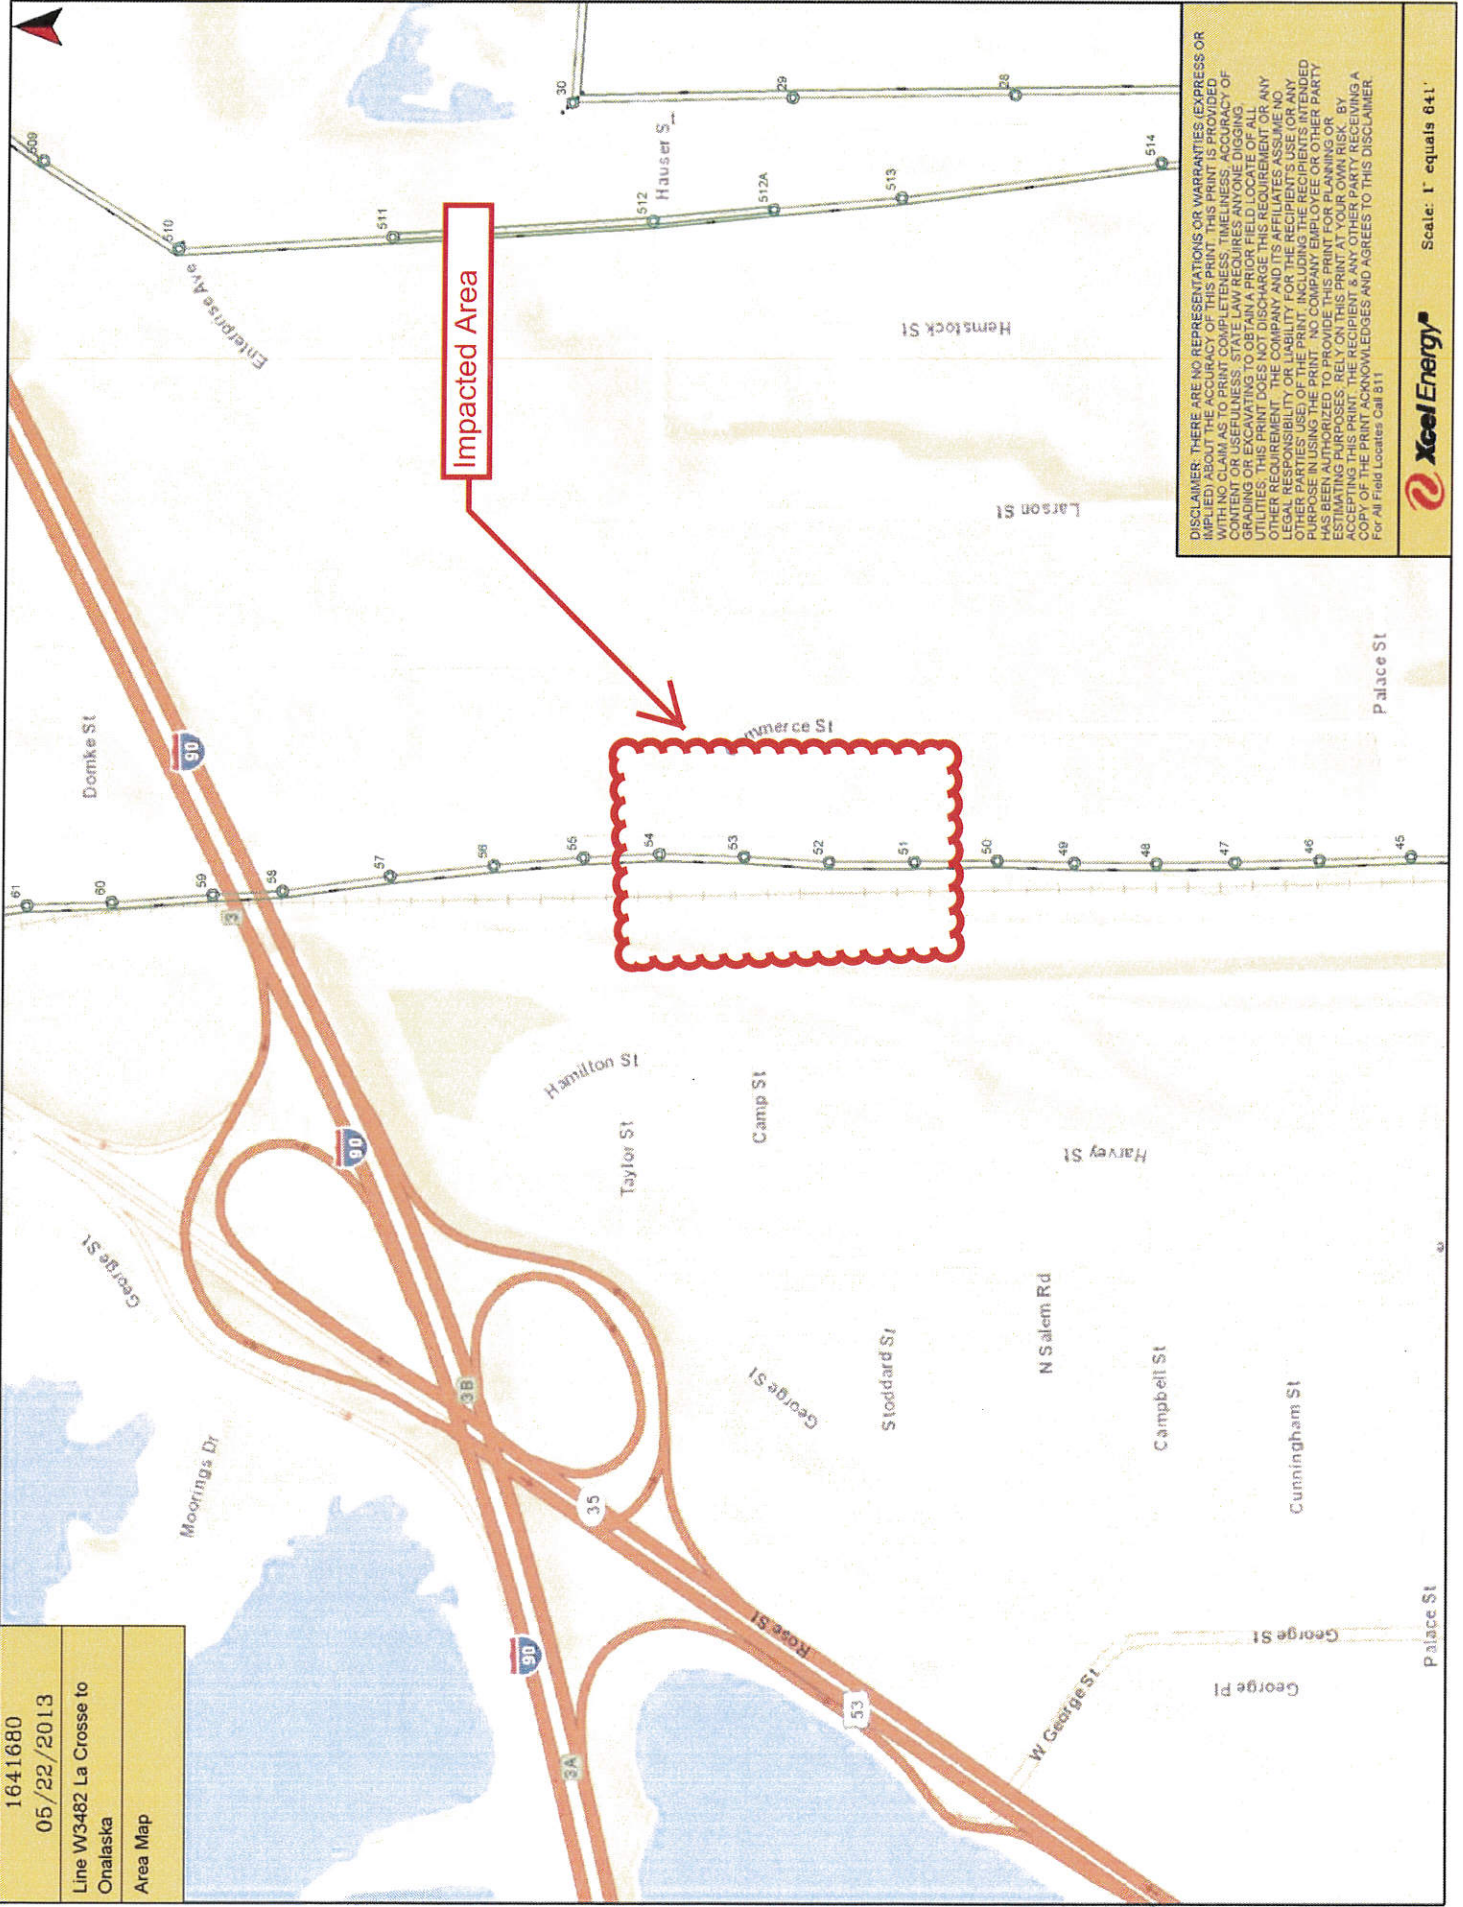 1641680
05/22/2013
Line W3482 La Crosse to
Onalaska
Area Map
Moorings Dr
George St
Domke St
Enterprise Ave
Impacted Area
Hauser S
Hemstock St
Larson St
mmerce St
Palace St
Hamilton St
Taylor St
Camp St
Harvey St
George St
Stoddard St
N Salem Rd
Campbell St
Cunningham St
Rose St
W George St
George St
George Pl
Palace St
90
90
90
3
3B
3A
35
53
61
60
59
58
57
56
55
54
53
52
51
50
49
48
47
46
45
509
510
511
512
512A
513
514
30
29
28
DISCLAIMER: THERE ARE NO REPRESENTATIONS OR WARRANTIES (EXPRESS OR
IMPLIED) ABOUT THE ACCURACY OF THIS PRINT. THIS PRINT IS PROVIDED
WITH NO CLAIM AS TO PRINT COMPLETENESS, TIMELINESS, ACCURACY OF
CONTENT OR USEFULNESS. STATE LAW REQUIRES ANYONE DIGGING,
GRADING OR EXCAVATING TO OBTAIN A PRIOR FIELD LOCATE OF ALL
UTILITIES; THIS PRINT DOES NOT DISCHARGE THIS REQUIREMENT OR ANY
OTHER REQUIREMENT. THE COMPANY AND ITS AFFILIATES ASSUME NO
LEGAL RESPONSIBILITY OR LIABILITY FOR THE RECIPIENT'S USE (OR ANY
OTHER PARTIES' USE) OF THE PRINT, INCLUDING THE RECIPIENTS INTENDED
PURPOSE IN USING THE PRINT. NO COMPANY EMPLOYEE OR OTHER PARTY
HAS BEEN AUTHORIZED TO PROVIDE THIS PRINT FOR PLANNING OR
ESTIMATING PURPOSES. RELY ON THIS PRINT AT YOUR OWN RISK. BY
ACCEPTING THIS PRINT, THE RECIPIENT & ANY OTHER PARTY RECEIVING A
COPY OF THE PRINT ACKNOWLEDGES AND AGREES TO THIS DISCLAIMER.
For All Field Locates Call 811
Xcel Energy
Scale: 1" equals 641'